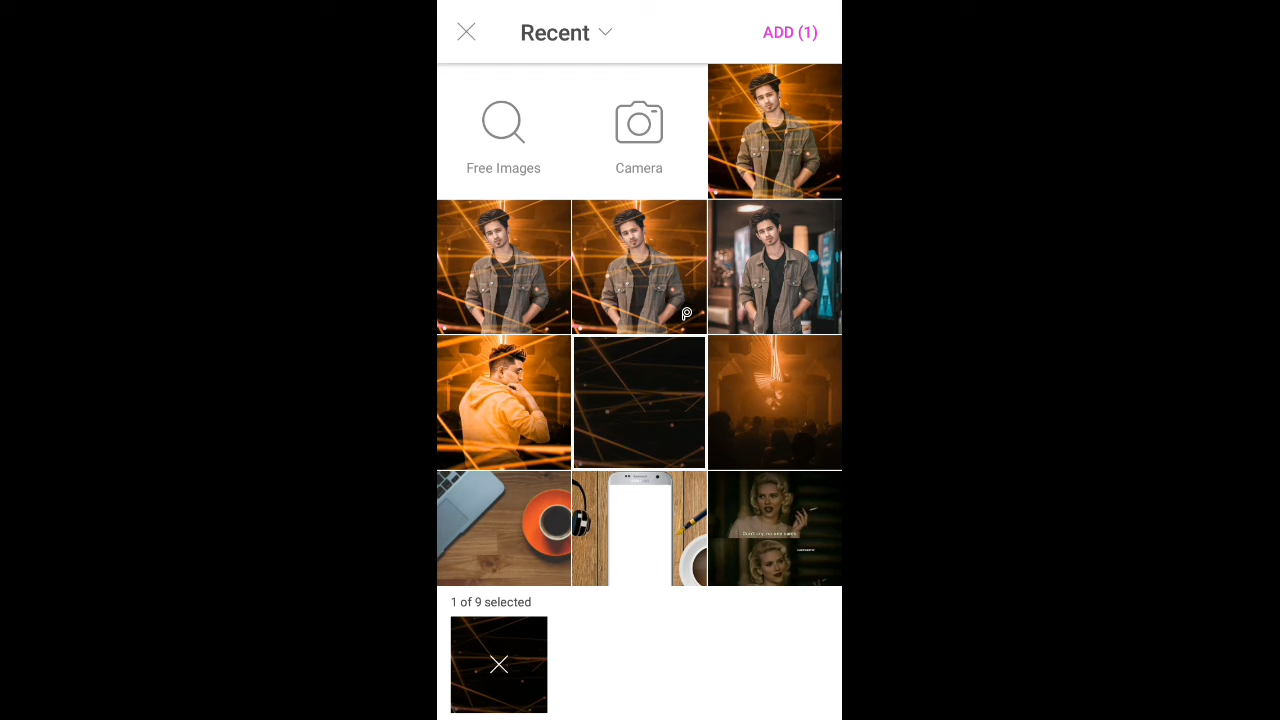 Recent
ADD (1)
Free Images
Camera
1 of 9 selected